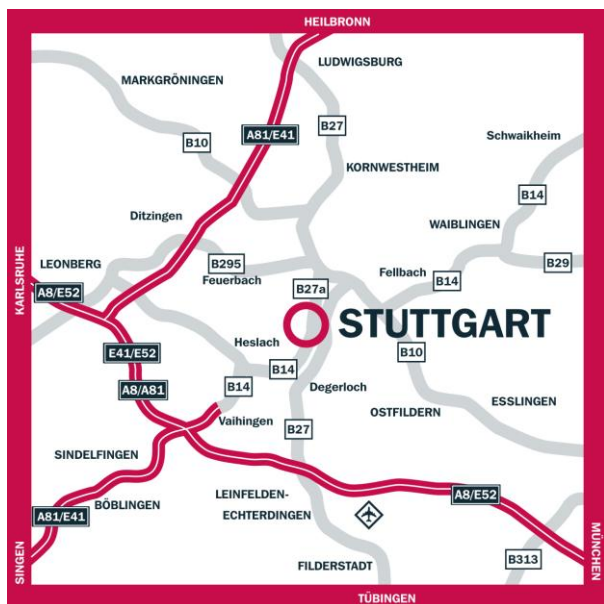 HEILBRONN
LUDWIGSBURG
MARKGRÖNINGEN
B27
A81/E41
B10
Schwaikheim
KORNWESTHEIM
B14
Ditzingen
WAIBLINGEN
LEONBERG
B295
B29
Feuerbach
Fellbach
B14
B27a
KARLSRUHE
A8/E52
STUTTGART
Heslach
E41/E52
B10
B14
A8/A81
B14
Degerloch
ESSLINGEN
OSTFILDERN
Vaihingen
B27
SINDELFINGEN
LEINFELDEN-
ECHTERDINGEN
A8/E52
BÖBLINGEN
A81/E41
SINGEN
FILDERSTADT
B313
MÜNCHEN
TÜBINGEN